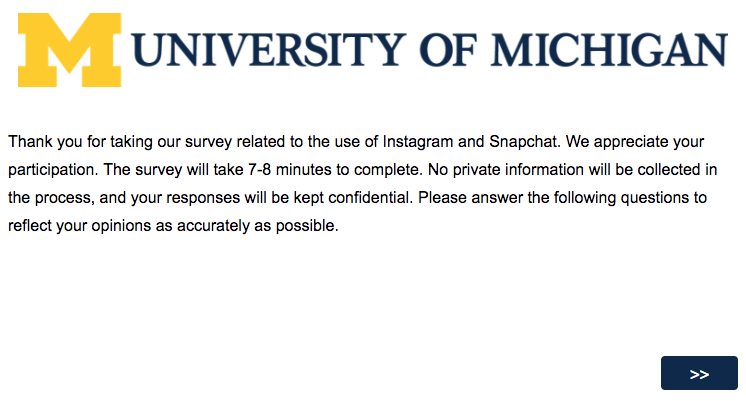 M UNIVERSITY OF MICHIGAN
Thank you for taking our survey related to the use of Instagram and Snapchat. We appreciate your
participation. The survey will take 7-8 minutes to complete. No private information will be collected in
the process, and your responses will be kept confidential. Please answer the following questions to
reflect your opinions as accurately as possible.
>>